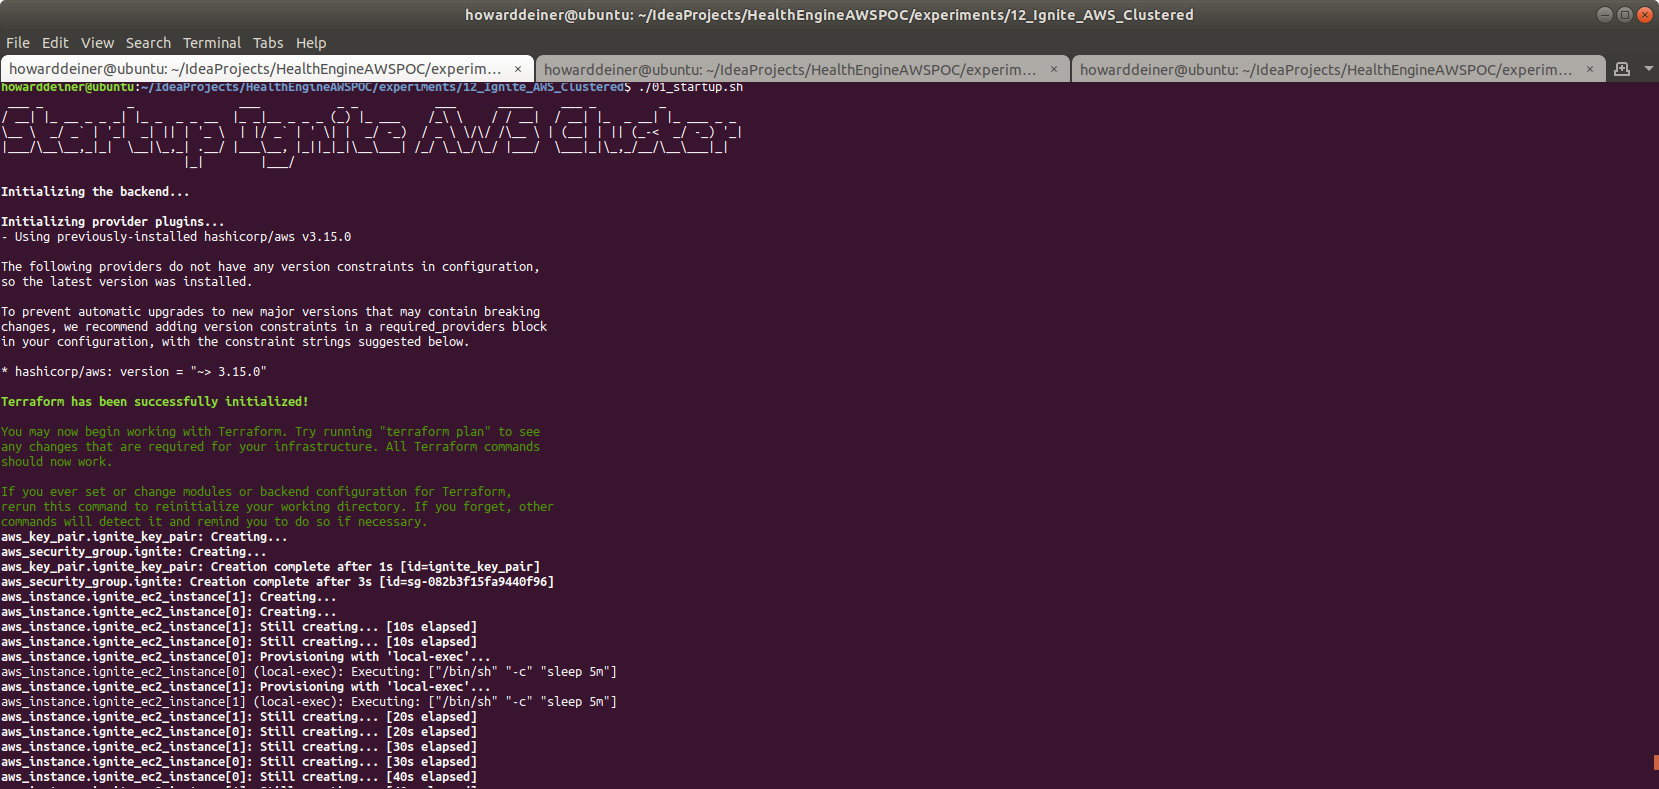 howarddeiner@ubuntu: ~/IdeaProjects/HealthEngineAWSPOC/experiments/12_Ignite_AWS_Clustered
File Edit View Search Terminal Tabs Help
howarddeiner@ubuntu: ~/IdeaProjects/HealthEngineAWSPOC/experim... × howarddeiner@ubuntu: ~/IdeaProjects/HealthEngineAWSPOC/experim... × howarddeiner@ubuntu: ~/IdeaProjects/HealthEngineAWSPOC/experim... ×
howarddeiner@ubuntu:~/IdeaProjects/HealthEngineAWSPOC/experiments/12_Ignite_AWS_Clustered$ ./01_startup.sh
Startup Ignite AWS Cluster
Initializing the backend...
Initializing provider plugins...
- Using previously-installed hashicorp/aws v3.15.0
The following providers do not have any version constraints in configuration,
so the latest version was installed.
To prevent automatic upgrades to new major versions that may contain breaking
changes, we recommend adding version constraints in a required_providers block
in your configuration, with the constraint strings suggested below.
* hashicorp/aws: version = "~> 3.15.0"
Terraform has been successfully initialized!
You may now begin working with Terraform. Try running "terraform plan" to see
any changes that are required for your infrastructure. All Terraform commands
should now work.
If you ever set or change modules or backend configuration for Terraform,
rerun this command to reinitialize your working directory. If you forget, other
commands will detect it and remind you to do so if necessary.
aws_key_pair.ignite_key_pair: Creating...
aws_security_group.ignite: Creating...
aws_key_pair.ignite_key_pair: Creation complete after 1s [id=ignite_key_pair]
aws_security_group.ignite: Creation complete after 3s [id=sg-082b3f15fa9440f96]
aws_instance.ignite_ec2_instance[1]: Creating...
aws_instance.ignite_ec2_instance[0]: Creating...
aws_instance.ignite_ec2_instance[1]: Still creating... [10s elapsed]
aws_instance.ignite_ec2_instance[0]: Still creating... [10s elapsed]
aws_instance.ignite_ec2_instance[0]: Provisioning with 'local-exec'...
aws_instance.ignite_ec2_instance[0] (local-exec): Executing: ["/bin/sh" "-c" "sleep 5m"]
aws_instance.ignite_ec2_instance[1]: Provisioning with 'local-exec'...
aws_instance.ignite_ec2_instance[1] (local-exec): Executing: ["/bin/sh" "-c" "sleep 5m"]
aws_instance.ignite_ec2_instance[1]: Still creating... [20s elapsed]
aws_instance.ignite_ec2_instance[0]: Still creating... [20s elapsed]
aws_instance.ignite_ec2_instance[1]: Still creating... [30s elapsed]
aws_instance.ignite_ec2_instance[0]: Still creating... [30s elapsed]
aws_instance.ignite_ec2_instance[0]: Still creating... [40s elapsed]